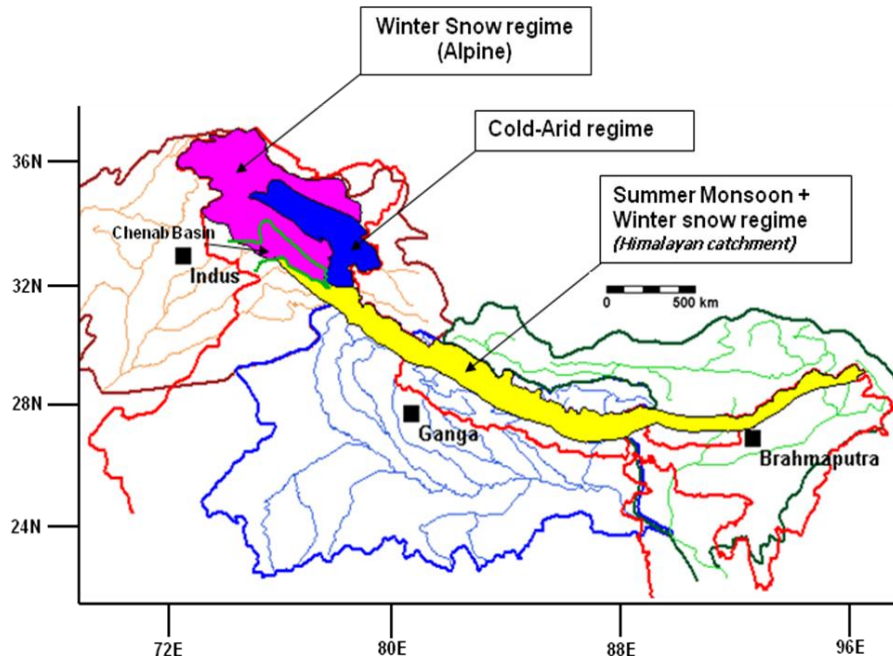 Winter Snow regime
(Alpine)
Cold-Arid regime
Summer Monsoon +
Winter snow regime
(Himalayan catchment)
36N
Chenab Basin
Indus
32N
500 km
28N
Ganga
Brahmaputra
24N
72E
80E
88E
96E